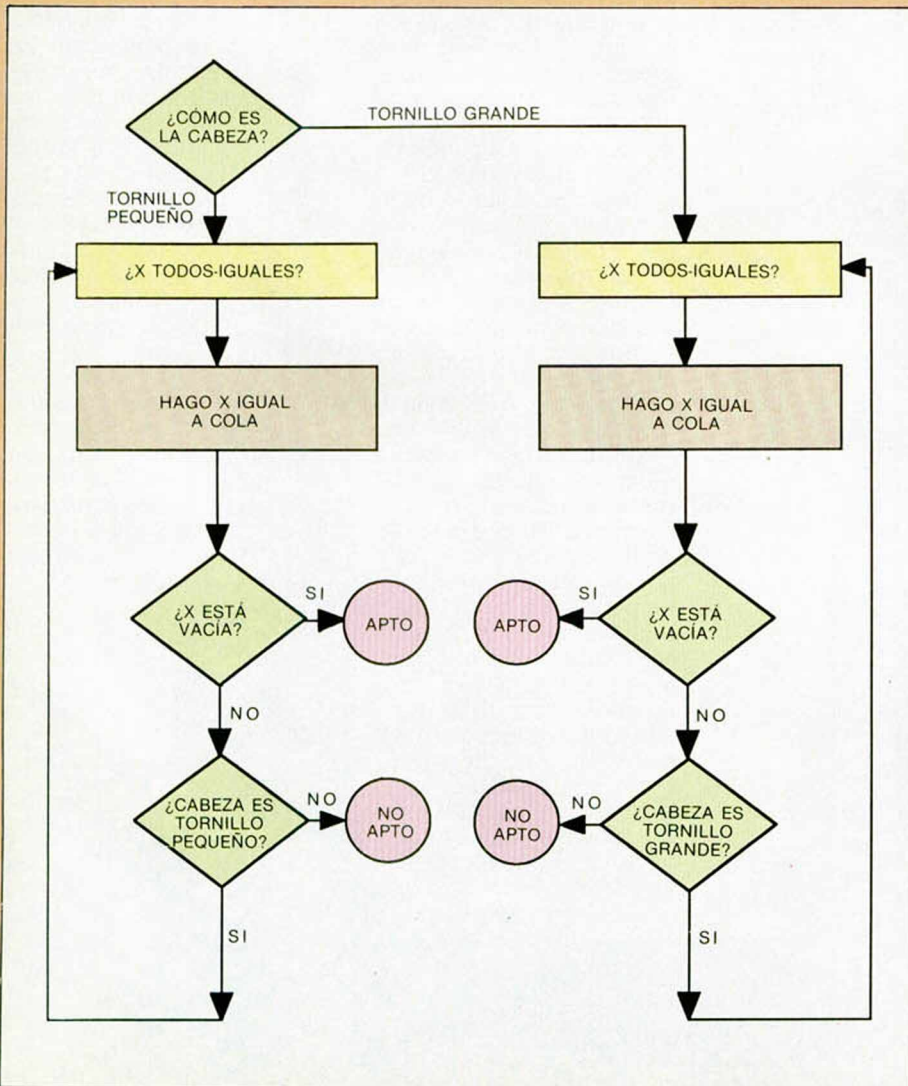 ¿CÓMO ES
LA CABEZA?
TORNILLO GRANDE
TORNILLO
PEQUEÑO
¿X TODOS-IGUALES?
¿X TODOS-IGUALES?
HAGO X IGUAL
A COLA
HAGO X IGUAL
A COLA
¿X ESTÁ
VACÍA?
SI
APTO
APTO
SI
¿X ESTÁ
VACÍA?
NO
NO
¿CABEZA ES
TORNILLO
PEQUEÑO?
NO
NO
APTO
NO
APTO
NO
¿CABEZA ES
TORNILLO
GRANDE?
SI
SI